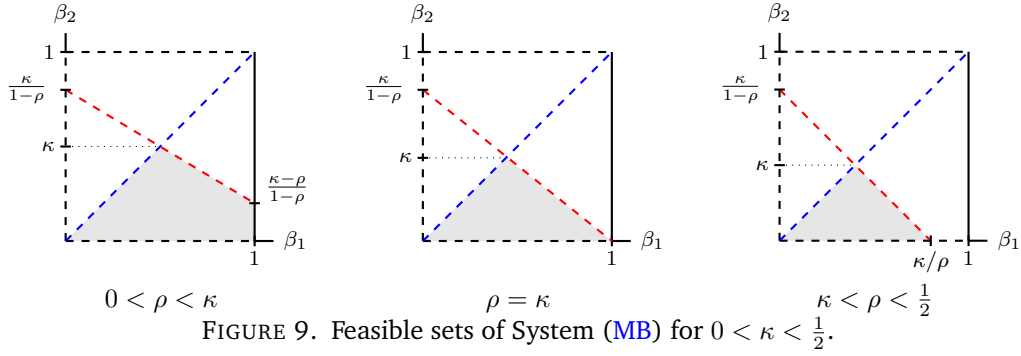 β₂ β₂ β₂
1 1 1
κ/(1−ρ) κ/(1−ρ) κ/(1−ρ)
κ κ κ
(κ−ρ)/(1−ρ)
β₁ β₁ β₁
1 1 κ/ρ 1
0 < ρ < κ ρ = κ κ < ρ < 1/2
FIGURE 9. Feasible sets of System (MB) for 0 < κ < 1/2.